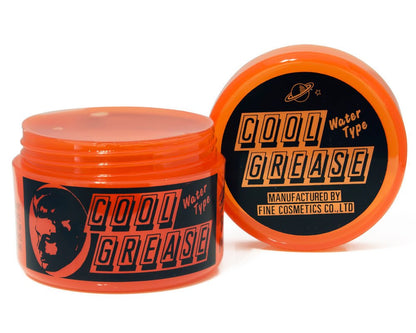 COOL
Water
Type
GREASE
COOL
Water
Type
GREASE
MANUFACTURED BY
FINE COSMETICS CO.,LTD